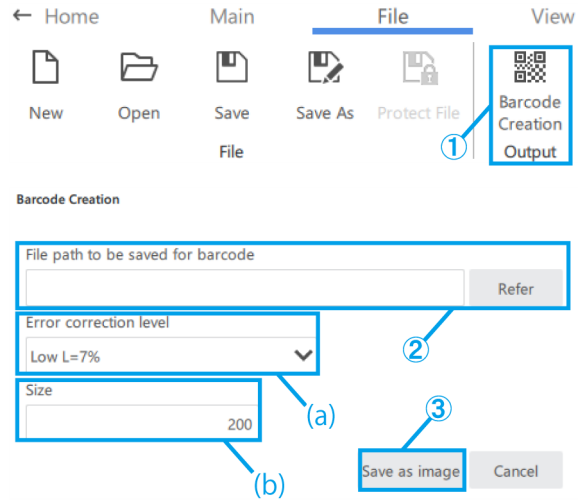 ← Home Main File View
New Open Save Save As Protect File Barcode Creation
File Output
①
Barcode Creation
File path to be saved for barcode
Refer
②
Error correction level
Low L=7%
(a)
Size
200
(b)
③
Save as image Cancel